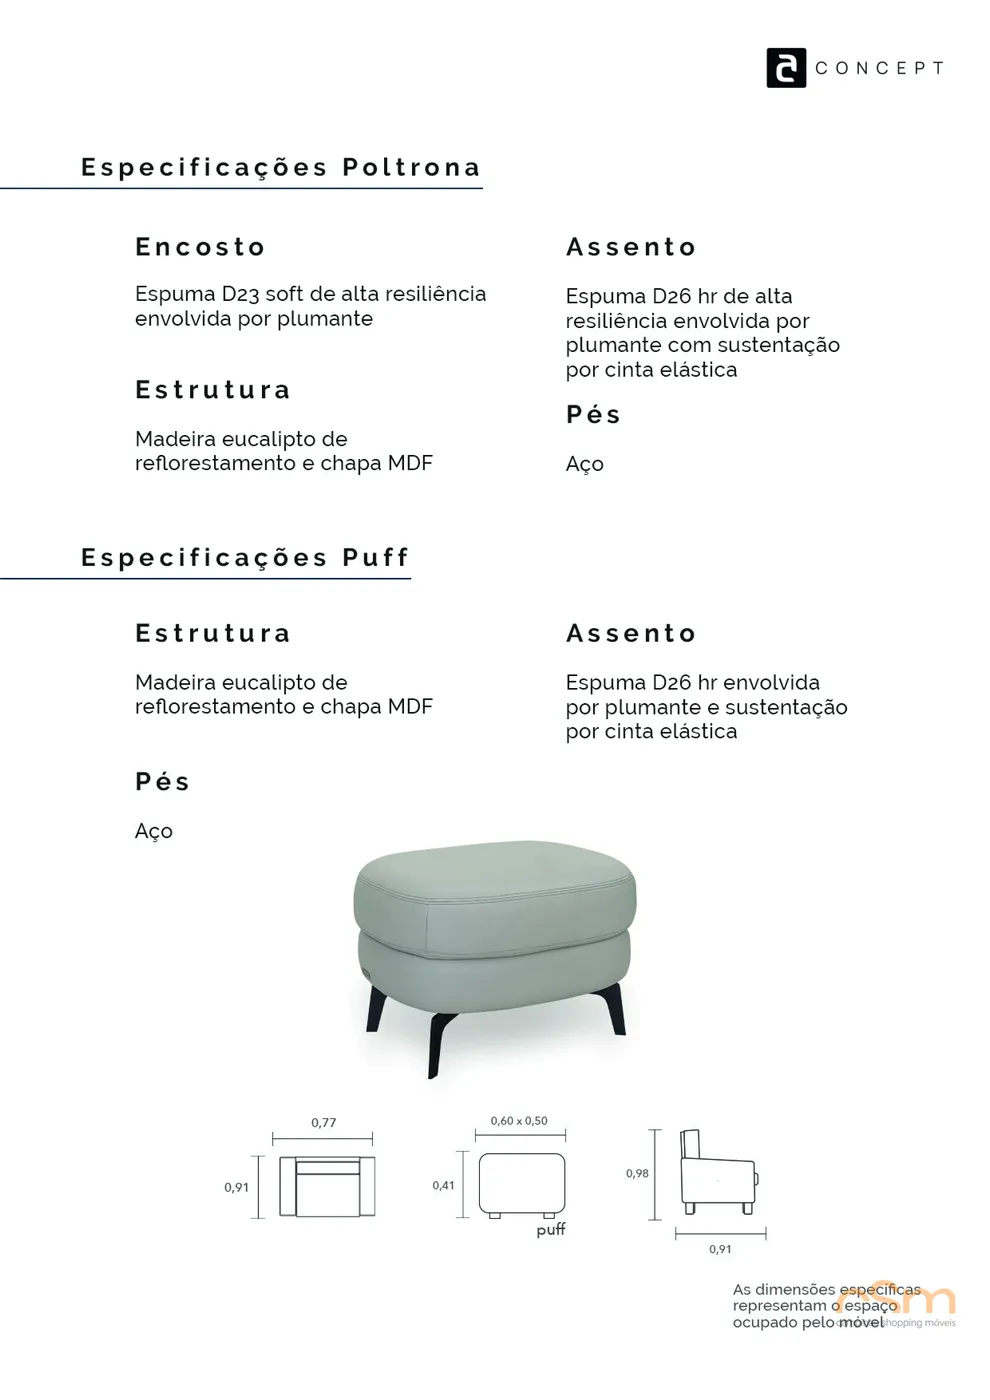 CONCEPT
Especificações Poltrona
Encosto
Espuma D23 soft de alta resiliência
envolvida por plumante
Estrutura
Madeira eucalipto de
reflorestamento e chapa MDF
Assento
Espuma D26 hr de alta
resiliência envolvida por
plumante com sustentação
por cinta elástica
Pés
Aço
Especificações Puff
Estrutura
Madeira eucalipto de
reflorestamento e chapa MDF
Assento
Espuma D26 hr envolvida
por plumante e sustentação
por cinta elástica
Pés
Aço
0,77
0,91
0,60 x 0,50
0,41
puff
0,98
0,91
As dimensões específicas
representam o espaço
ocupado pelo móvel
shopping móveis